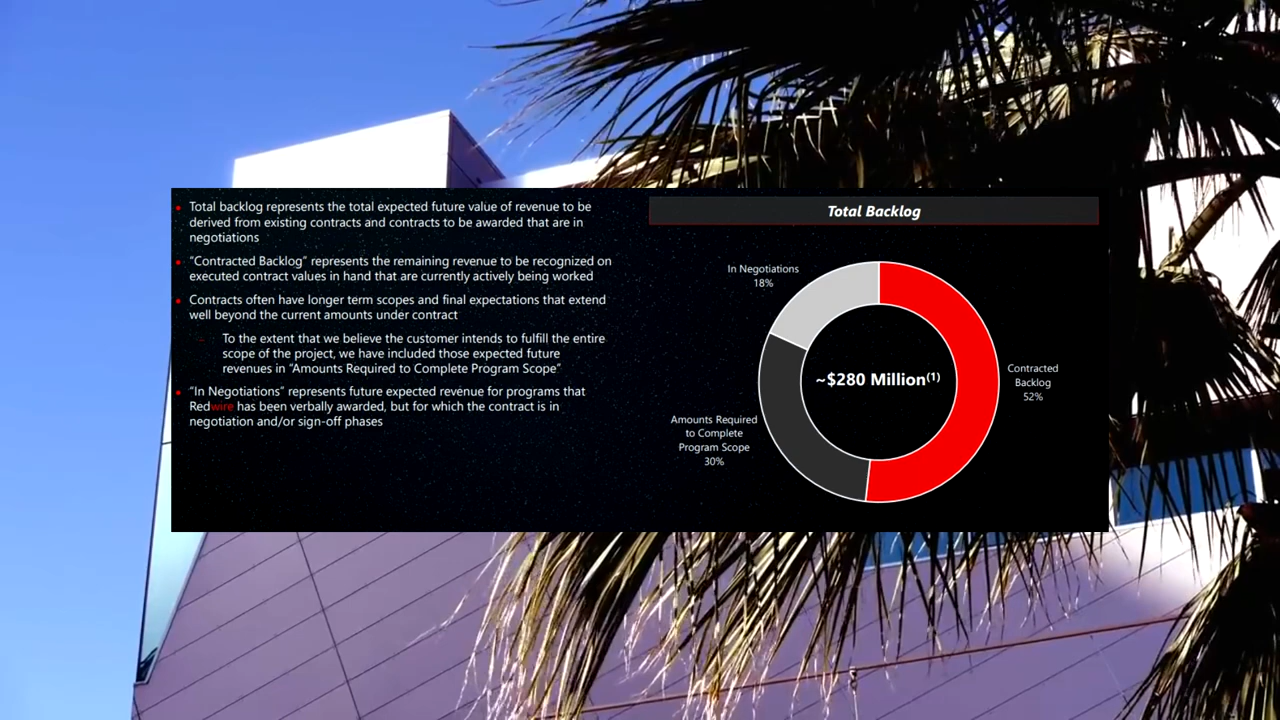 Total backlog represents the total expected future value of revenue to be
derived from existing contracts and contracts to be awarded that are in
negotiations
“Contracted Backlog” represents the remaining revenue to be recognized on
executed contract values in hand that are currently actively being worked
Contracts often have longer term scopes and final expectations that extend
well beyond the current amounts under contract
To the extent that we believe the customer intends to fulfill the entire
scope of the project, we have included those expected future
revenues in “Amounts Required to Complete Program Scope”
“In Negotiations” represents future expected revenue for programs that
Redwire has been verbally awarded, but for which the contract is in
negotiation and/or sign-off phases
Total Backlog
In Negotiations
18%
~$280 Million(1)
Contracted
Backlog
52%
Amounts Required
to Complete
Program Scope
30%